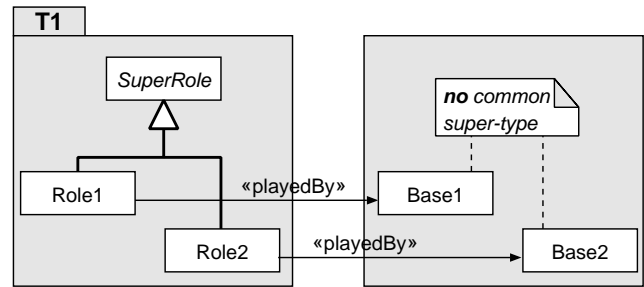 T1
SuperRole
no common
super-type
Role1
«playedBy»
Base1
Role2
«playedBy»
Base2